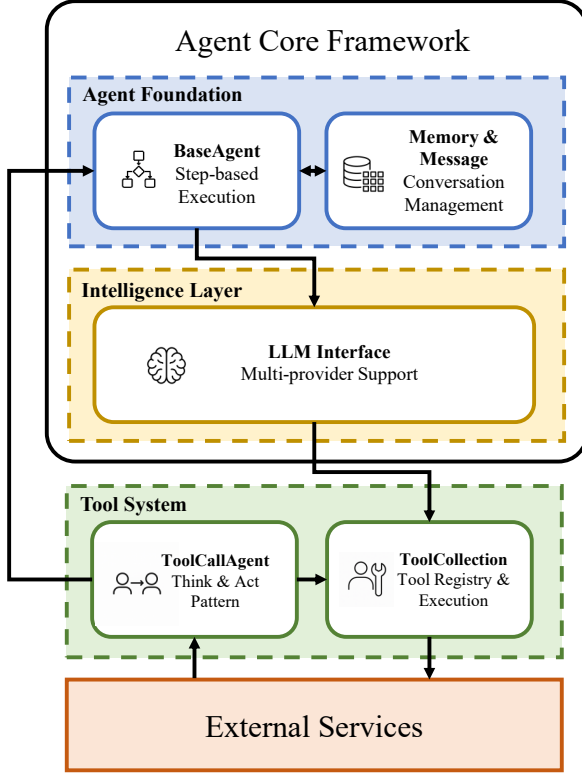 Agent Core Framework
Agent Foundation
BaseAgent
Step-based
Execution
Memory &
Message
Conversation
Management
Intelligence Layer
LLM Interface
Multi-provider Support
Tool System
ToolCallAgent
Think & Act
Pattern
ToolCollection
Tool Registry &
Execution
External Services